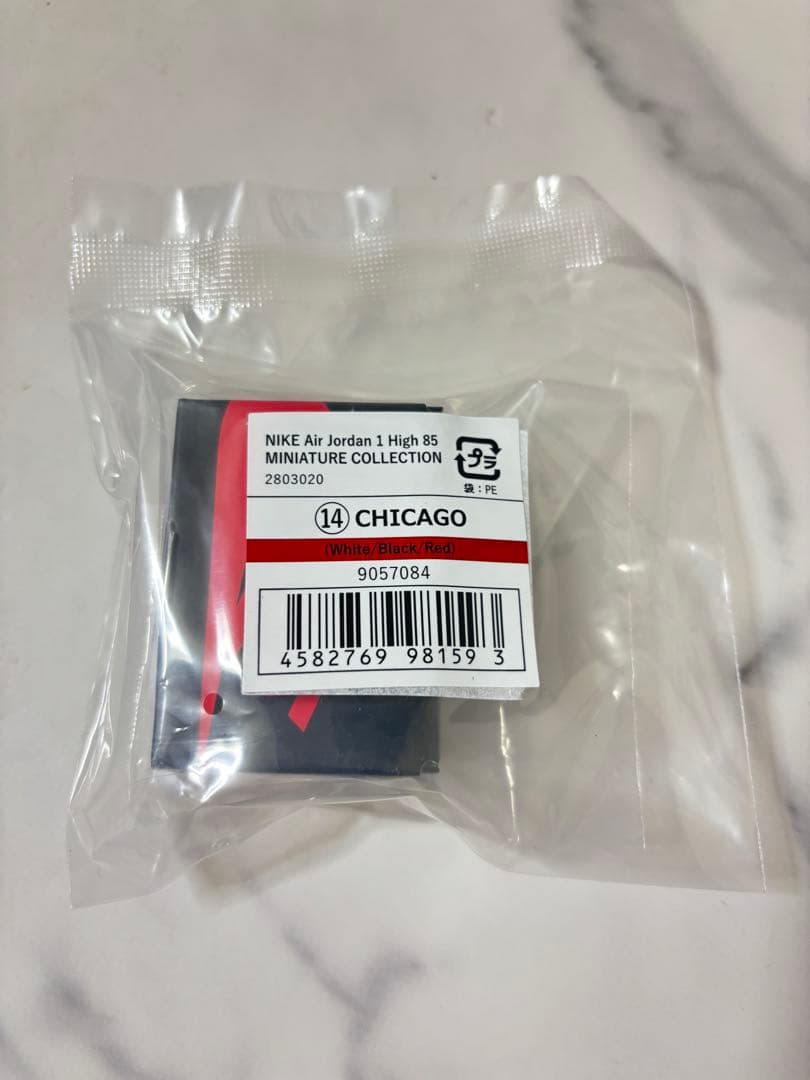 NIKE Air Jordan 1 High 85
MINIATURE COLLECTION
2803020
プラ
袋：PE
⑭ CHICAGO
(White/Black/Red)
9057084
4582769 98159 3